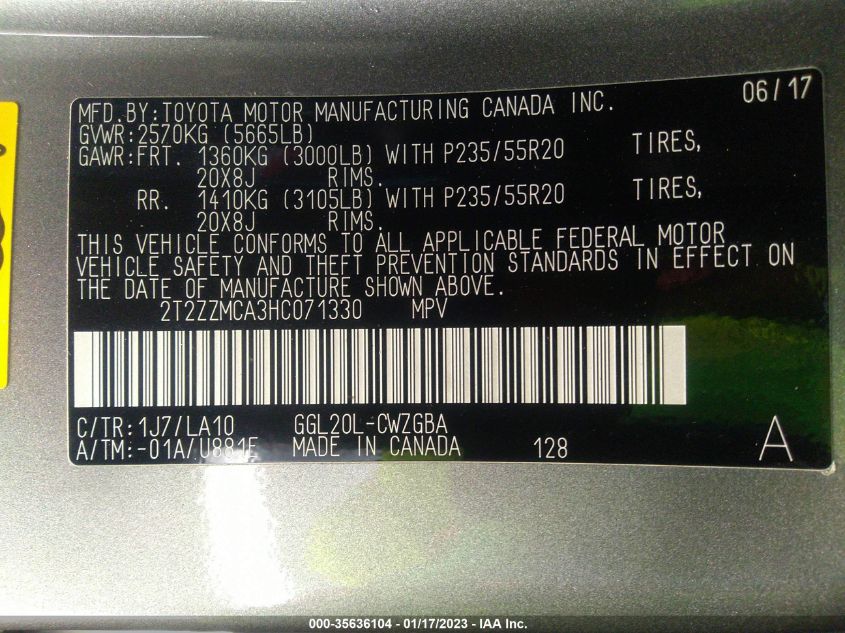 06/17
MFD.BY:TOYOTA MOTOR MANUFACTURING CANADA INC.
GVWR:2570KG (5665LB)
GAWR:FRT. 1360KG (3000LB) WITH P235/55R20 TIRES,
20X8J RIMS.
RR. 1410KG (3105LB) WITH P235/55R20 TIRES,
20X8J RIMS.
THIS VEHICLE CONFORMS TO ALL APPLICABLE FEDERAL MOTOR
VEHICLE SAFETY AND THEFT PREVENTION STANDARDS IN EFFECT ON
THE DATE OF MANUFACTURE SHOWN ABOVE.
2T2ZZMCA3HC071330 MPV
C/TR:1J7/LA10 GGL20L-CWZGBA
A/TM:-01A/U881F MADE IN CANADA 128 A
000-35636104 - 01/17/2023 - IAA Inc.